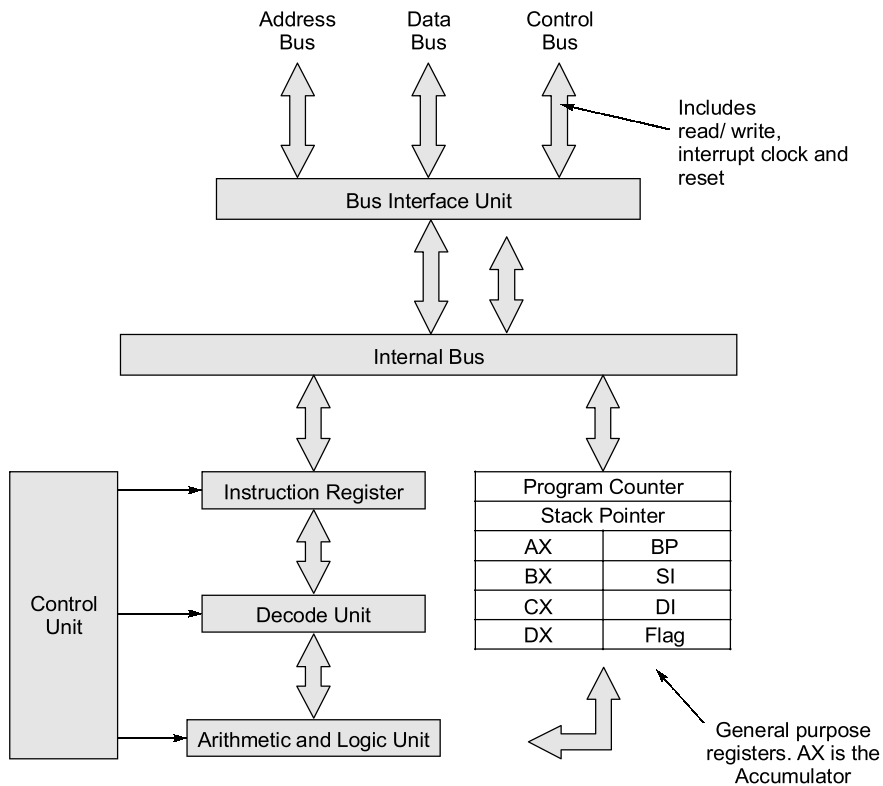 Address
Bus
Data
Bus
Control
Bus
Includes
read/ write,
interrupt clock and
reset
Bus Interface Unit
Internal Bus
Control
Unit
Instruction Register
Decode Unit
Arithmetic and Logic Unit
Program Counter
Stack Pointer
AX BP
BX SI
CX DI
DX Flag
General purpose
registers. AX is the
Accumulator